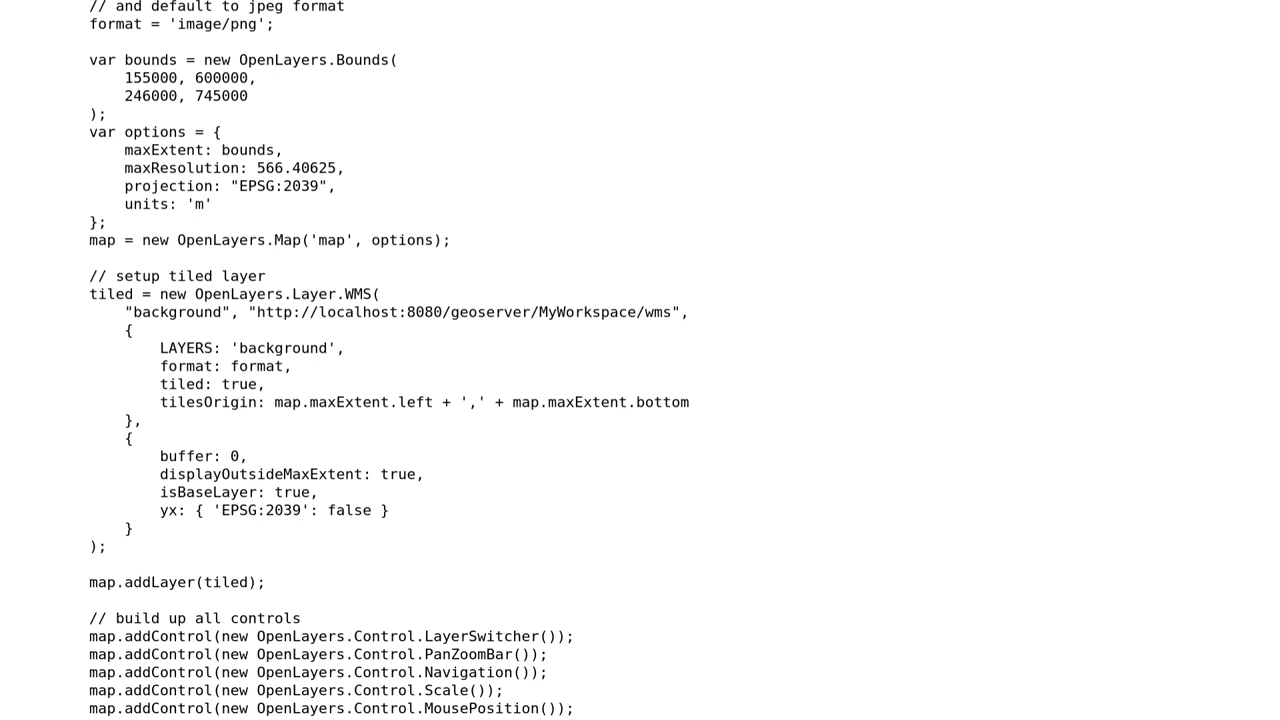 // and default to jpeg format
format = 'image/png';

var bounds = new OpenLayers.Bounds(
    155000, 600000,
    246000, 745000
);
var options = {
    maxExtent: bounds,
    maxResolution: 566.40625,
    projection: "EPSG:2039",
    units: 'm'
};
map = new OpenLayers.Map('map', options);

// setup tiled layer
tiled = new OpenLayers.Layer.WMS(
    "background", "http://localhost:8080/geoserver/MyWorkspace/wms",
    {
        LAYERS: 'background',
        format: format,
        tiled: true,
        tilesOrigin: map.maxExtent.left + ',' + map.maxExtent.bottom
    },
    {
        buffer: 0,
        displayOutsideMaxExtent: true,
        isBaseLayer: true,
        yx: { 'EPSG:2039': false }
    }
);

map.addLayer(tiled);

// build up all controls
map.addControl(new OpenLayers.Control.LayerSwitcher());
map.addControl(new OpenLayers.Control.PanZoomBar());
map.addControl(new OpenLayers.Control.Navigation());
map.addControl(new OpenLayers.Control.Scale());
map.addControl(new OpenLayers.Control.MousePosition());